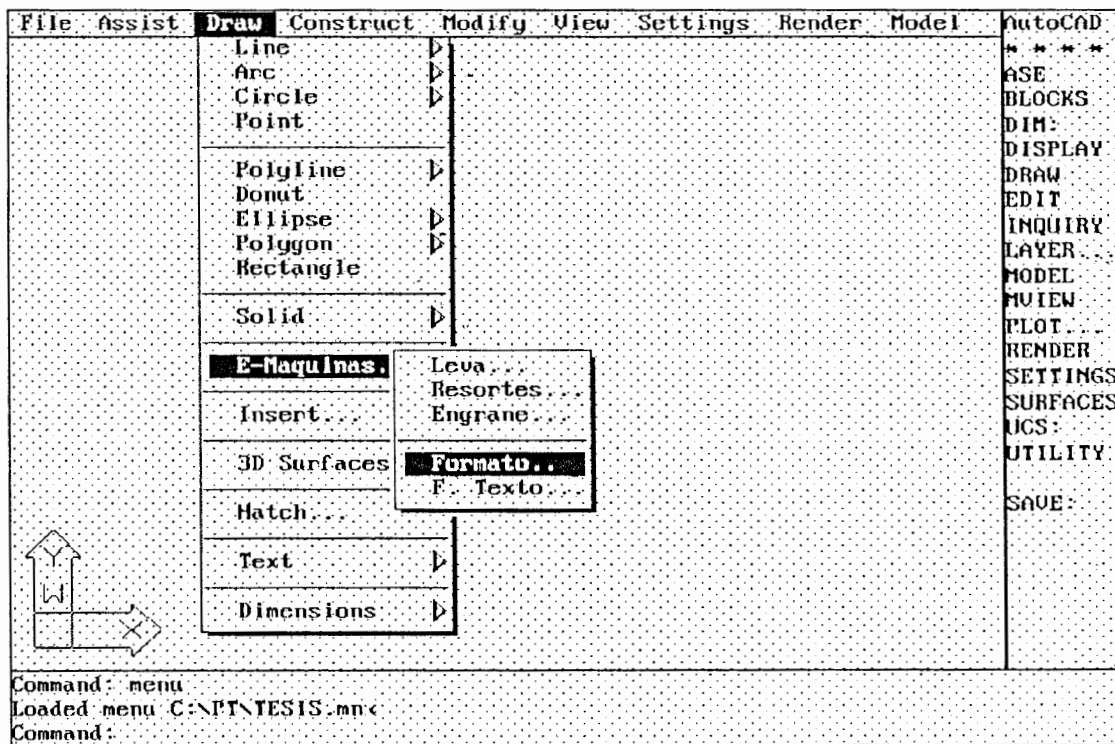 File Assist Draw Construct Modify View Settings Render Model
Line
Arc
Circle
Point
Polyline
Donut
Ellipse
Polygon
Rectangle
Solid
E-Maquinas.
Insert...
3D Surfaces
Hatch...
Text
Dimensions
Leva...
Resortes...
Engrane...
Formato..
F. Texto...
AutoCAD
* * * *
ASE
BLOCKS
DIM:
DISPLAY
DRAW
EDIT
INQUIRY
LAYER...
MODEL
MVIEW
PLOT...
RENDER
SETTINGS
SURFACES
UCS:
UTILITY
SAVE:
Y
W
X
Command: menu
Loaded menu C:\PT\TESIS.mn
Command: